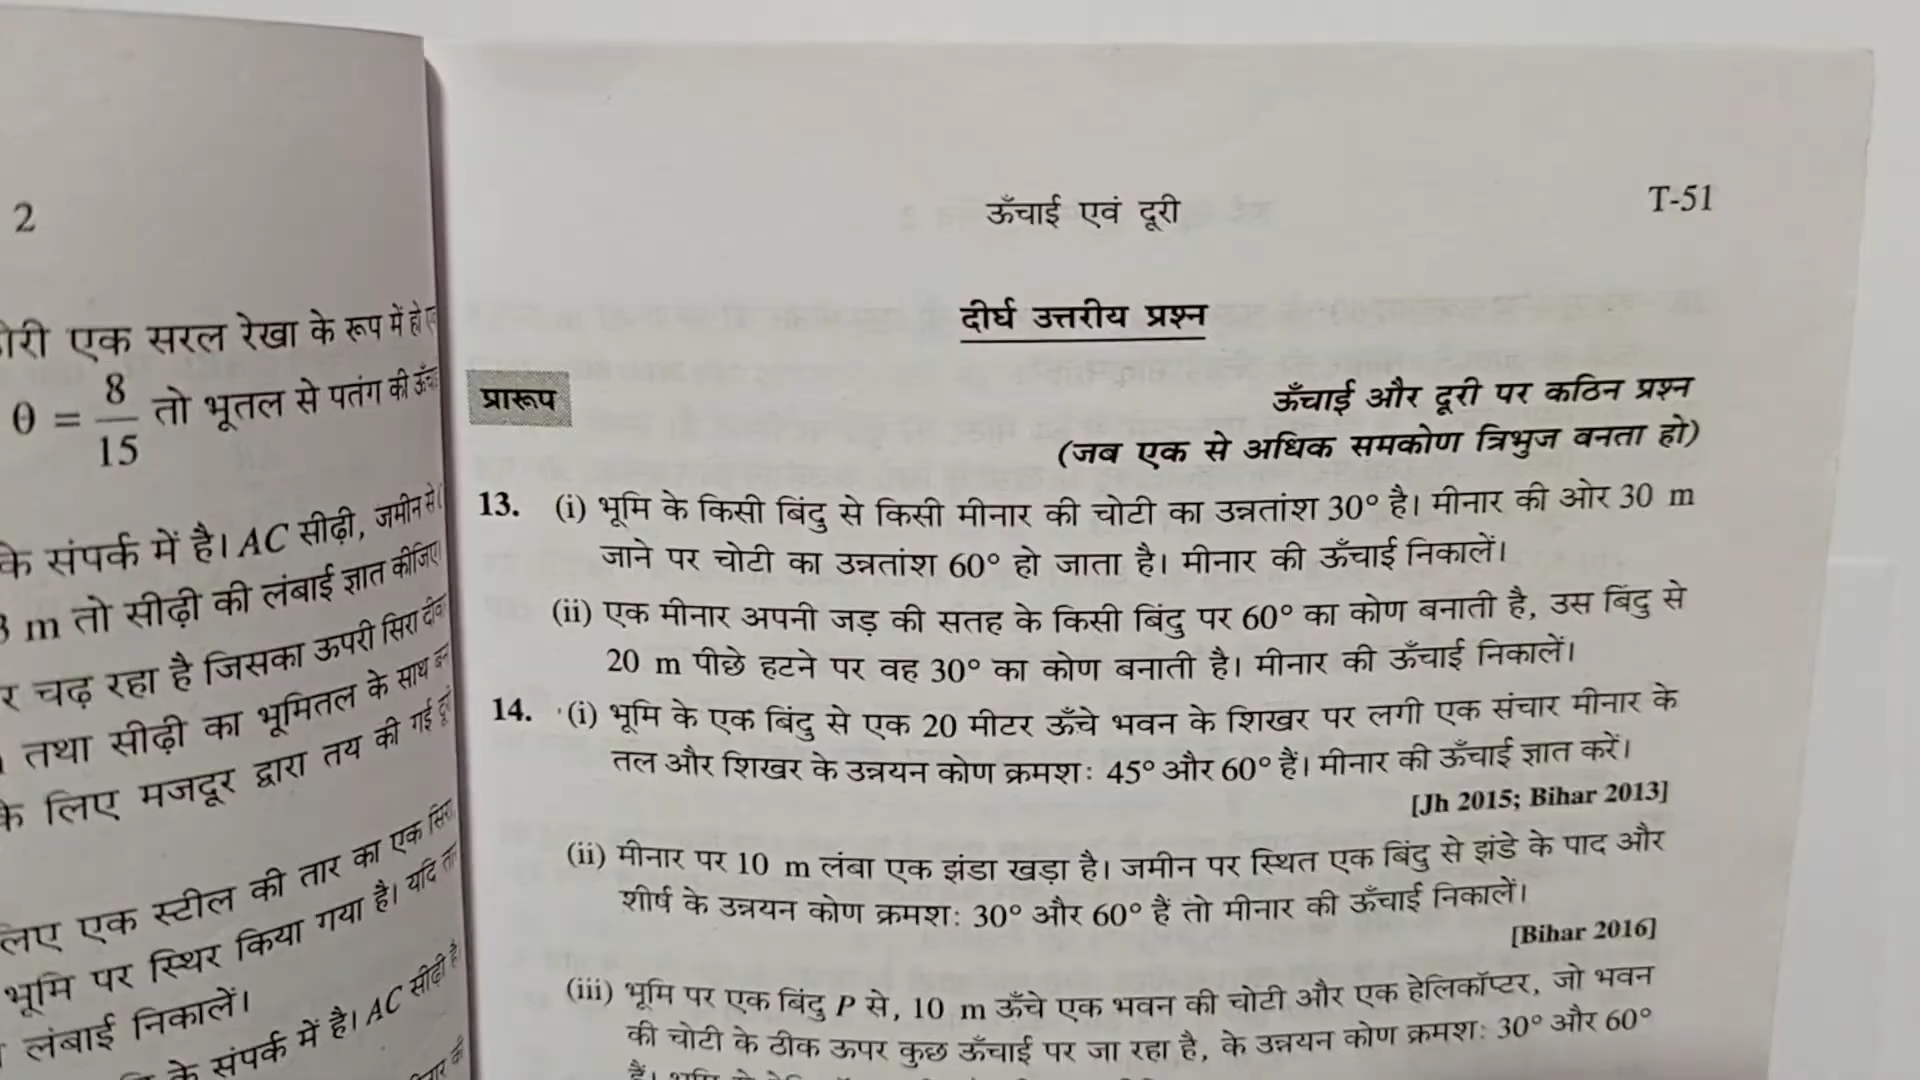 2
एक सरल रेखा के रूप में हो
θ = 8/15 तो भूतल से पतंग की
के संपर्क में है। AC सीढ़ी, जमीन से
3 m तो सीढ़ी की लंबाई ज्ञात कीजिए।
चढ़ रहा है जिसका ऊपरी सिरा
तथा सीढ़ी का भूमितल के साथ
के लिए मजदूर द्वारा तय की गई
एक स्टील की तार का एक सिरा
भूमि पर स्थिर किया गया है। यदि
लंबाई निकालें।
के संपर्क में है। AC सीढ़ी
ऊँचाई एवं दूरी
T-51
दीर्घ उत्तरीय प्रश्न
प्रारूप ऊँचाई और दूरी पर कठिन प्रश्न
(जब एक से अधिक समकोण त्रिभुज बनता हो)
13. (i) भूमि के किसी बिंदु से किसी मीनार की चोटी का उन्नतांश 30° है। मीनार की ओर 30 m
जाने पर चोटी का उन्नतांश 60° हो जाता है। मीनार की ऊँचाई निकालें।
(ii) एक मीनार अपनी जड़ की सतह के किसी बिंदु पर 60° का कोण बनाती है, उस बिंदु से
20 m पीछे हटने पर वह 30° का कोण बनाती है। मीनार की ऊँचाई निकालें।
14. (i) भूमि के एक बिंदु से एक 20 मीटर ऊँचे भवन के शिखर पर लगी एक संचार मीनार के
तल और शिखर के उन्नयन कोण क्रमश: 45° और 60° हैं। मीनार की ऊँचाई ज्ञात करें।
[Jh 2015; Bihar 2013]
(ii) मीनार पर 10 m लंबा एक झंडा खड़ा है। जमीन पर स्थित एक बिंदु से झंडे के पाद और
शीर्ष के उन्नयन कोण क्रमश: 30° और 60° हैं तो मीनार की ऊँचाई निकालें।
[Bihar 2016]
(iii) भूमि पर एक बिंदु P से, 10 m ऊँचे एक भवन की चोटी और एक हेलिकॉप्टर, जो भवन
की चोटी के ठीक ऊपर कुछ ऊँचाई पर जा रहा है, के उन्नयन कोण क्रमश: 30° और 60°